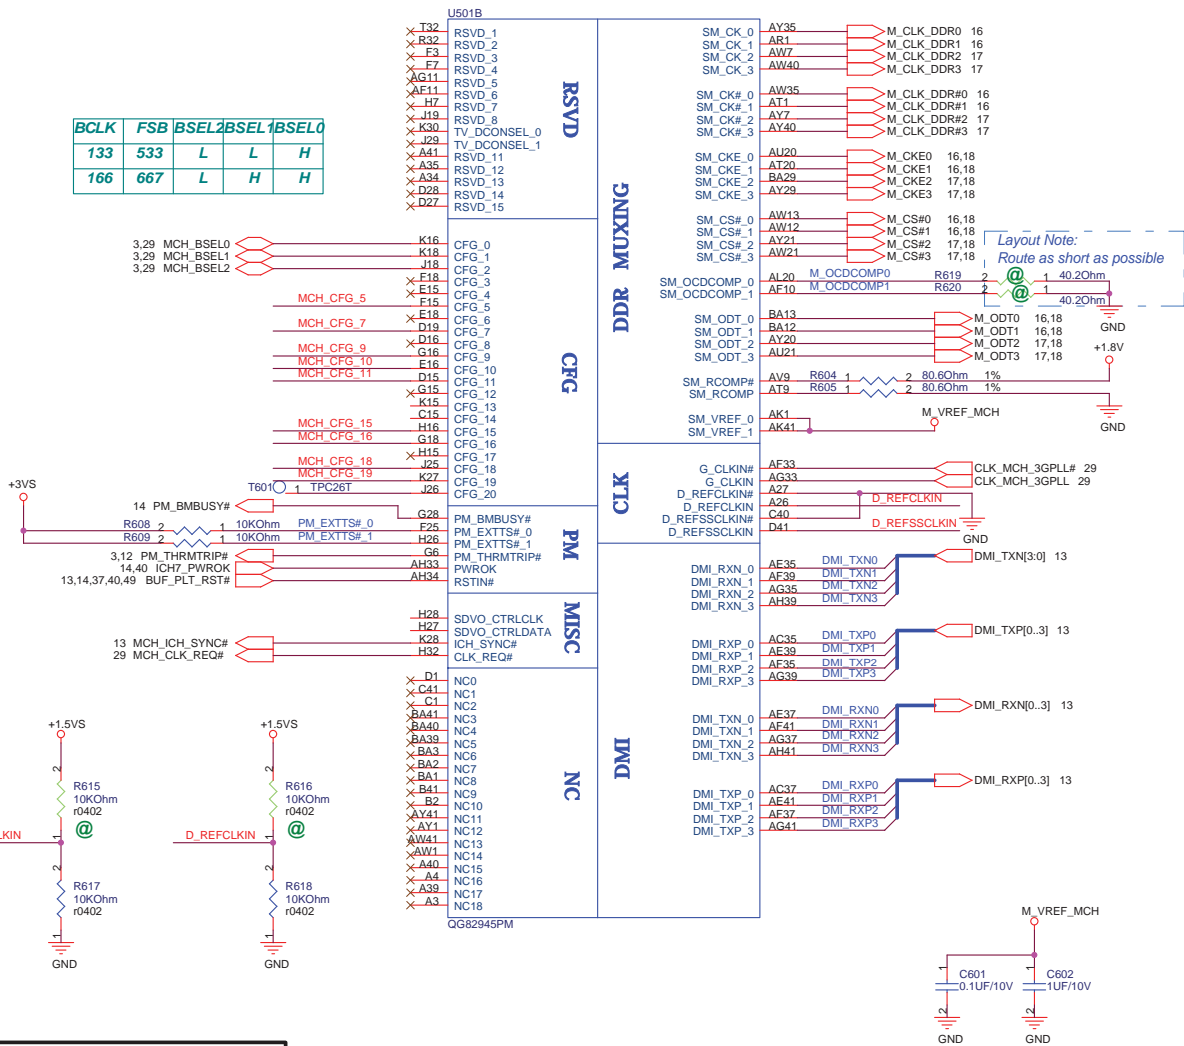 U501B
BCLK FSB BSEL2 BSEL1 BSEL0
133 533 L L H
166 667 L H H
T32 RSVD_1
R32 RSVD_2
F3 RSVD_3
F7 RSVD_4
AG11 RSVD_5
AF11 RSVD_6
H7 RSVD_7
J19 RSVD_8
K30 TV_DCONSEL_0
J29 TV_DCONSEL_1
A41 RSVD_11
A35 RSVD_12
A34 RSVD_13
D28 RSVD_14
D27 RSVD_15
RSVD
3,29 MCH_BSEL0 K16 CFG_0
3,29 MCH_BSEL1 K18 CFG_1
3,29 MCH_BSEL2 J18 CFG_2
F18 CFG_3
E15 CFG_4
MCH_CFG_5 F15 CFG_5
E18 CFG_6
MCH_CFG_7 D19 CFG_7
D16 CFG_8
MCH_CFG_9 G16 CFG_9
MCH_CFG_10 E16 CFG_10
MCH_CFG_11 D15 CFG_11
G15 CFG_12
K15 CFG_13
C15 CFG_14
MCH_CFG_15 H16 CFG_15
MCH_CFG_16 G18 CFG_16
H15 CFG_17
MCH_CFG_18 J25 CFG_18
MCH_CFG_19 K27 CFG_19
T601 1 TPC26T J26 CFG_20
CFG
+3VS
14 PM_BMBUSY# G28 PM_BMBUSY#
R608 2 1 10KOhm PM_EXTTS#_0 F25 PM_EXTTS#_0
R609 2 1 10KOhm PM_EXTTS#_1 H26 PM_EXTTS#_1
3,12 PM_THRMTRIP# G6 PM_THRMTRIP#
14,40 ICH7_PWROK AH33 PWROK
13,14,37,40,49 BUF_PLT_RST# AH34 RSTIN#
PM
H28 SDVO_CTRLCLK
H27 SDVO_CTRLDATA
13 MCH_ICH_SYNC# K28 ICH_SYNC#
29 MCH_CLK_REQ# H32 CLK_REQ#
MISC
D1 NC0
C41 NC1
C1 NC2
BA41 NC3
BA40 NC4
BA39 NC5
BA3 NC6
BA2 NC7
BA1 NC8
B41 NC9
B2 NC10
AY41 NC11
AY1 NC12
AW41 NC13
AW1 NC14
A40 NC15
A4 NC16
A39 NC17
A3 NC18
NC
QG82945PM
DDR MUXING
SM_CK_0 AY35 M_CLK_DDR0 16
SM_CK_1 AR1 M_CLK_DDR1 16
SM_CK_2 AW7 M_CLK_DDR2 17
SM_CK_3 AW40 M_CLK_DDR3 17
SM_CK#_0 AW35 M_CLK_DDR#0 16
SM_CK#_1 AT1 M_CLK_DDR#1 16
SM_CK#_2 AY7 M_CLK_DDR#2 17
SM_CK#_3 AY40 M_CLK_DDR#3 17
SM_CKE_0 AU20 M_CKE0 16,18
SM_CKE_1 AT20 M_CKE1 16,18
SM_CKE_2 BA29 M_CKE2 17,18
SM_CKE_3 AY29 M_CKE3 17,18
SM_CS#_0 AW13 M_CS#0 16,18
SM_CS#_1 AW12 M_CS#1 16,18
SM_CS#_2 AY21 M_CS#2 17,18
SM_CS#_3 AW21 M_CS#3 17,18
Layout Note:
Route as short as possible
SM_OCDCOMP_0 AL20 M_OCDCOMP0 R619 2 @ 1 40.2Ohm
SM_OCDCOMP_1 AF10 M_OCDCOMP1 R620 2 @ 1 40.2Ohm
GND
SM_ODT_0 BA13 M_ODT0 16,18
SM_ODT_1 BA12 M_ODT1 16,18
SM_ODT_2 AY20 M_ODT2 17,18
SM_ODT_3 AU21 M_ODT3 17,18
+1.8V
SM_RCOMP# AV9 R604 1 2 80.6Ohm 1%
SM_RCOMP AT9 R605 1 2 80.6Ohm 1%
GND
SM_VREF_0 AK1 M_VREF_MCH
SM_VREF_1 AK41
CLK
G_CLKIN# AF33 CLK_MCH_3GPLL# 29
G_CLKIN AG33 CLK_MCH_3GPLL 29
D_REFCLKIN# A27
D_REFCLKIN A26 D_REFCLKIN
D_REFSSCLKIN# C40
D_REFSSCLKIN D41 D_REFSSCLKIN
GND
DMI
DMI_RXN_0 AE35 DMI_TXN0 DMI_TXN[3:0] 13
DMI_RXN_1 AF39 DMI_TXN1
DMI_RXN_2 AG35 DMI_TXN2
DMI_RXN_3 AH39 DMI_TXN3
DMI_RXP_0 AC35 DMI_TXP0 DMI_TXP[0..3] 13
DMI_RXP_1 AE39 DMI_TXP1
DMI_RXP_2 AF35 DMI_TXP2
DMI_RXP_3 AG39 DMI_TXP3
DMI_TXN_0 AE37 DMI_RXN0 DMI_RXN[0..3] 13
DMI_TXN_1 AF41 DMI_RXN1
DMI_TXN_2 AG37 DMI_RXN2
DMI_TXN_3 AH41 DMI_RXN3
DMI_TXP_0 AC37 DMI_RXP0 DMI_RXP[0..3] 13
DMI_TXP_1 AE41 DMI_RXP1
DMI_TXP_2 AF37 DMI_RXP2
DMI_TXP_3 AG41 DMI_RXP3
+1.5VS
2
R615
10KOhm
r0402
@
1
LKIN
2
R617
10KOhm
r0402
1
GND
+1.5VS
2
R616
10KOhm
r0402
@
1
D_REFCLKIN
2
R618
10KOhm
r0402
1
GND
M_VREF_MCH
1 C601 0.1UF/10V 2 GND
1 C602 1UF/10V 2 GND